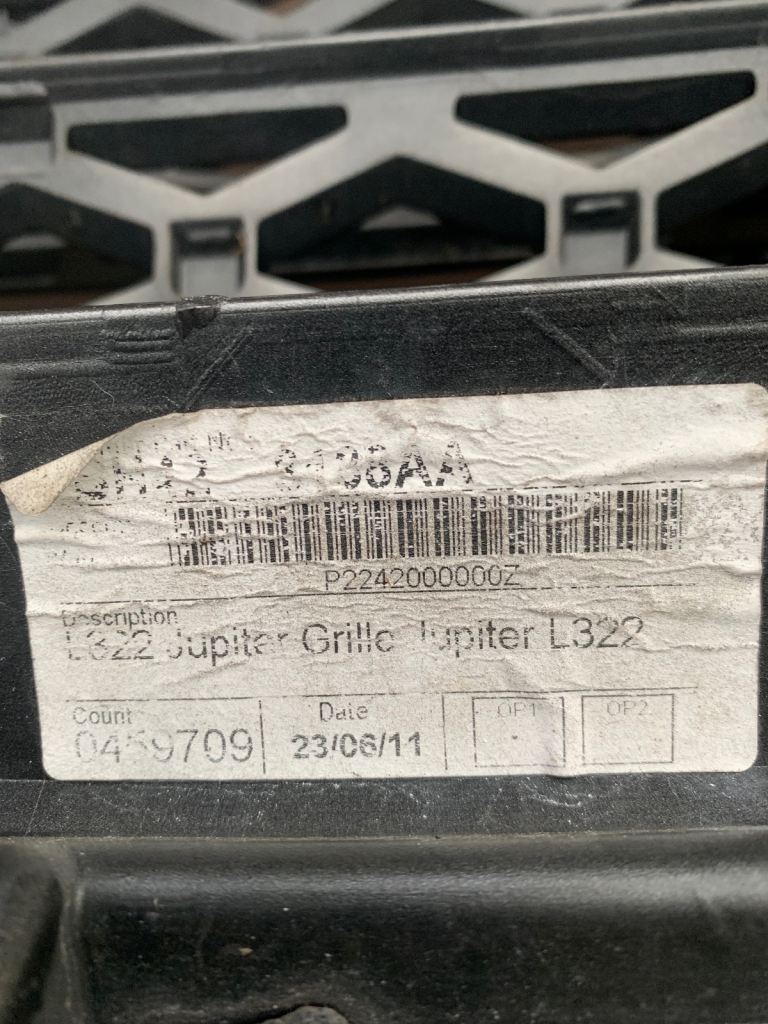 P2242000000Z
Description
L322 Jupiter Grille Jupiter L322
Count Date OP1 OP2
0459709 23/06/11